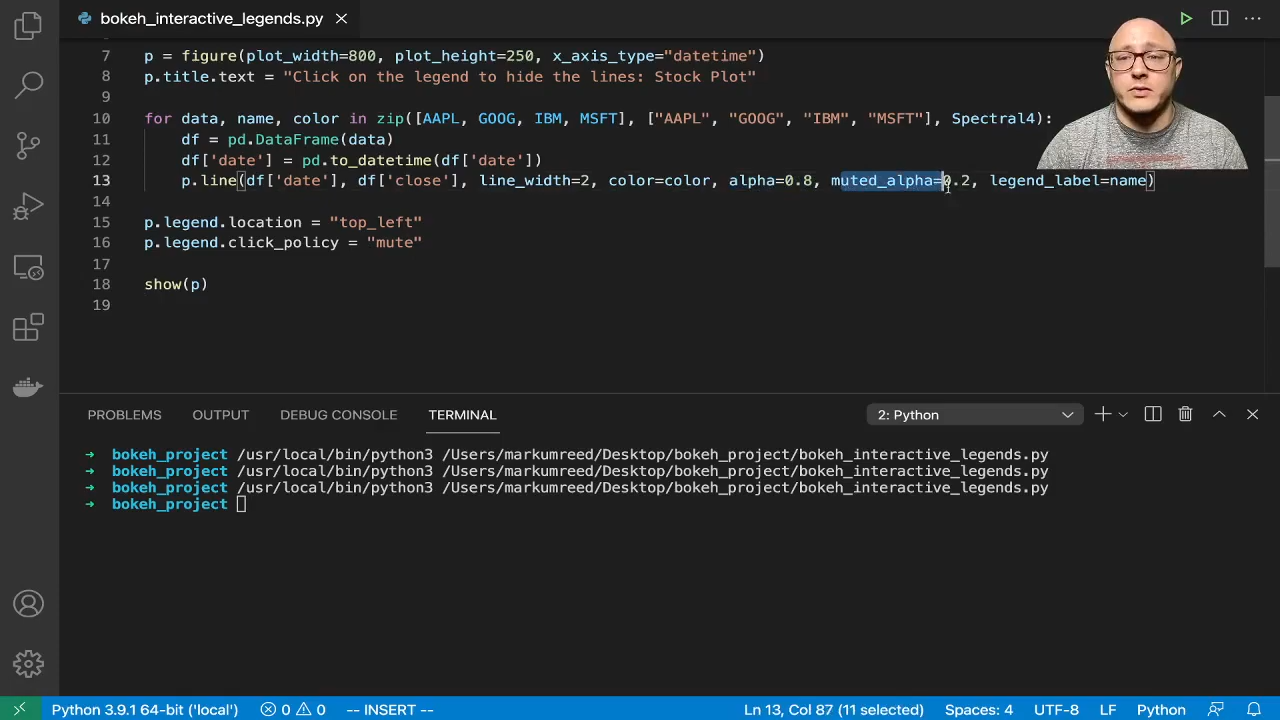 bokeh_interactive_legends.py
7 p = figure(plot_width=800, plot_height=250, x_axis_type="datetime")
8 p.title.text = "Click on the legend to hide the lines: Stock Plot"
9
10 for data, name, color in zip([AAPL, GOOG, IBM, MSFT], ["AAPL", "GOOG", "IBM", "MSFT"], Spectral4):
11 df = pd.DataFrame(data)
12 df['date'] = pd.to_datetime(df['date'])
13 p.line(df['date'], df['close'], line_width=2, color=color, alpha=0.8, muted_alpha=0.2, legend_label=name)
14
15 p.legend.location = "top_left"
16 p.legend.click_policy = "mute"
17
18 show(p)
19
PROBLEMS OUTPUT DEBUG CONSOLE TERMINAL 2: Python
→ bokeh_project /usr/local/bin/python3 /Users/markumreed/Desktop/bokeh_project/bokeh_interactive_legends.py
→ bokeh_project /usr/local/bin/python3 /Users/markumreed/Desktop/bokeh_project/bokeh_interactive_legends.py
→ bokeh_project /usr/local/bin/python3 /Users/markumreed/Desktop/bokeh_project/bokeh_interactive_legends.py
→ bokeh_project
Python 3.9.1 64-bit ('local') 0 0 -- INSERT -- Ln 13, Col 87 (11 selected) Spaces: 4 UTF-8 LF Python